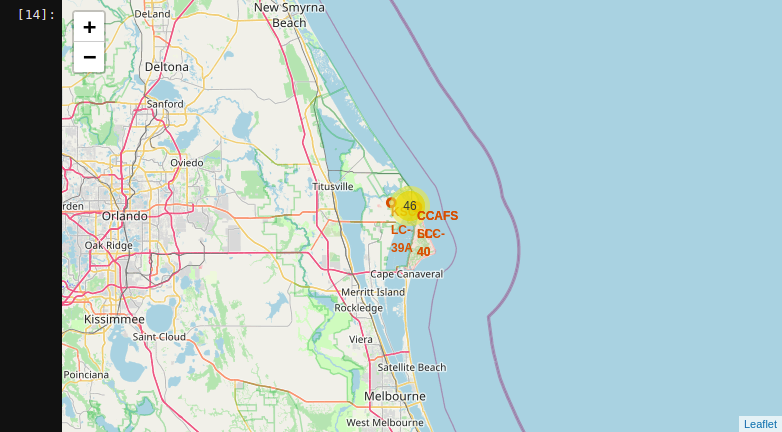 [14]:
+
−
DeLand
New Smyrna
Beach
Deltona
Sanford
Oviedo
Titusville
46
CCAFS
rden
Orlando
LC-
39A
40
Oak Ridge
Cape Canaveral
Merritt Island
Rockledge
Kissimmee
Saint Cloud
Viera
Satellite Beach
Poinciana
Melbourne
West Melbourne
Leaflet